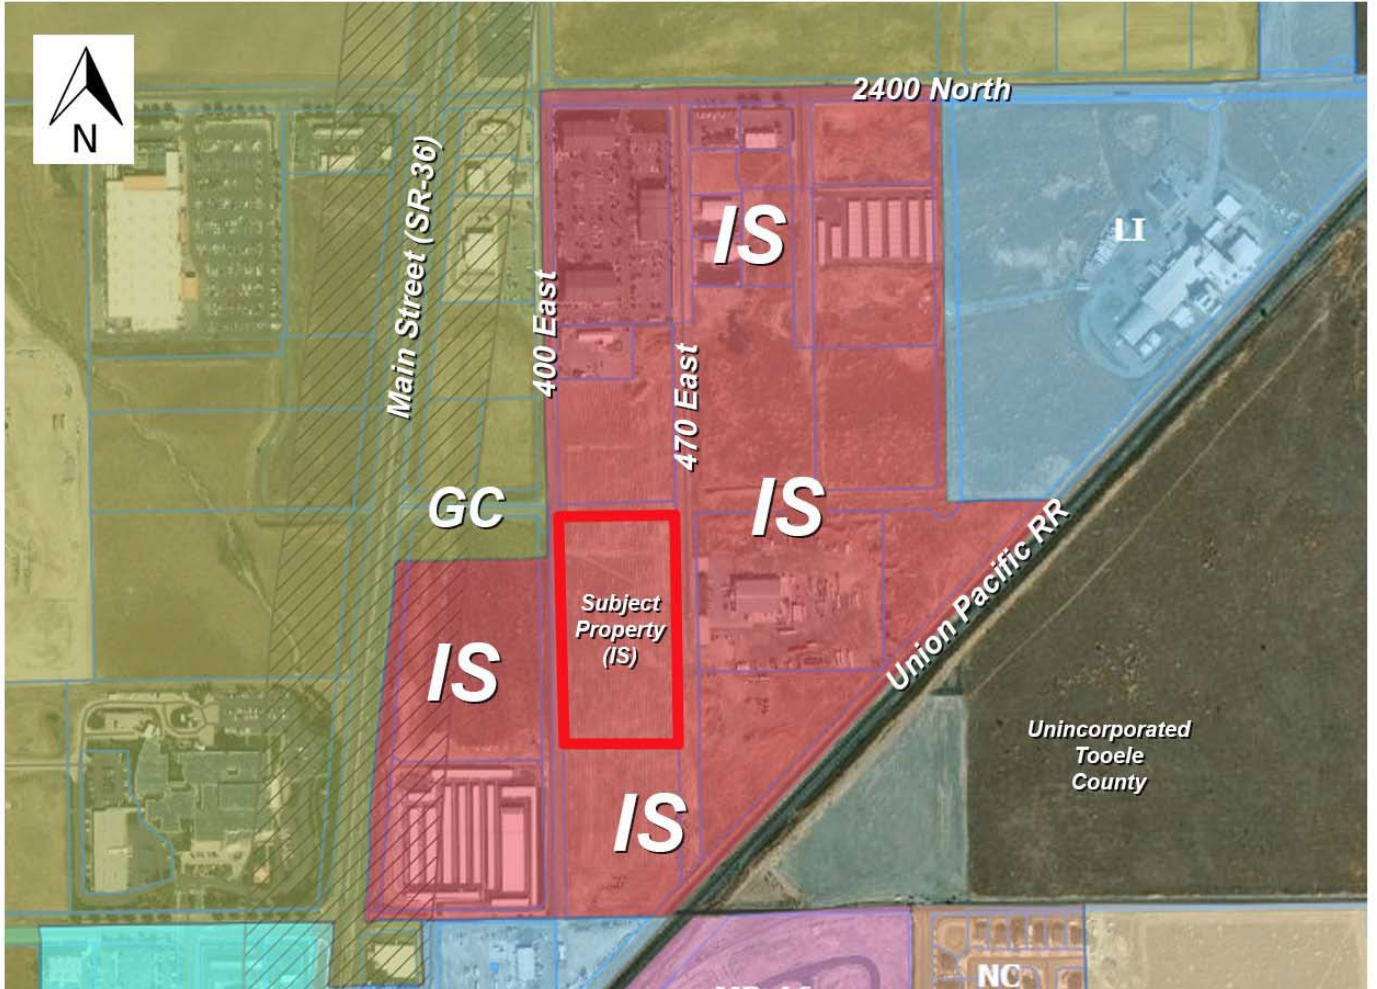 2400 North
N
Main Street (SR-36)
IS
LI
400 East
470 East
GC
IS
Union Pacific RR
Subject
Property
(IS)
IS
Unincorporated
Tooele
County
IS
NC